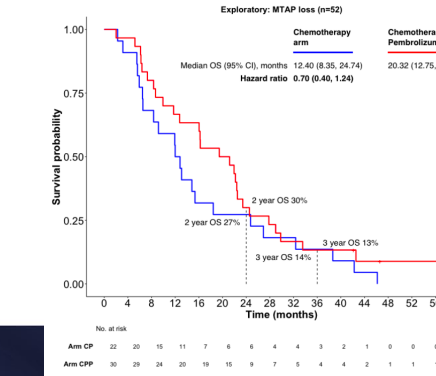 Exploratory: MTAP loss (n=52)
Chemotherapy arm
Median OS (95% CI), months 12.40 (8.35, 24.74) 20.32 (12.75,
Hazard ratio 0.70 (0.40, 1.24)
Survival probability
1.00
0.75
0.50
0.25
0.00
2 year OS 30%
2 year OS 27%
3 year OS 13%
3 year OS 14%
0 4 8 12 16 20 24 28 32 36 40 44 48 52
Time (months)
No. at risk
Arm CP 22 20 15 11 7 6 6 4 4 3 2 1 0 0
Arm CPP 30 29 24 20 19 15 9 7 5 4 4 2 1 1